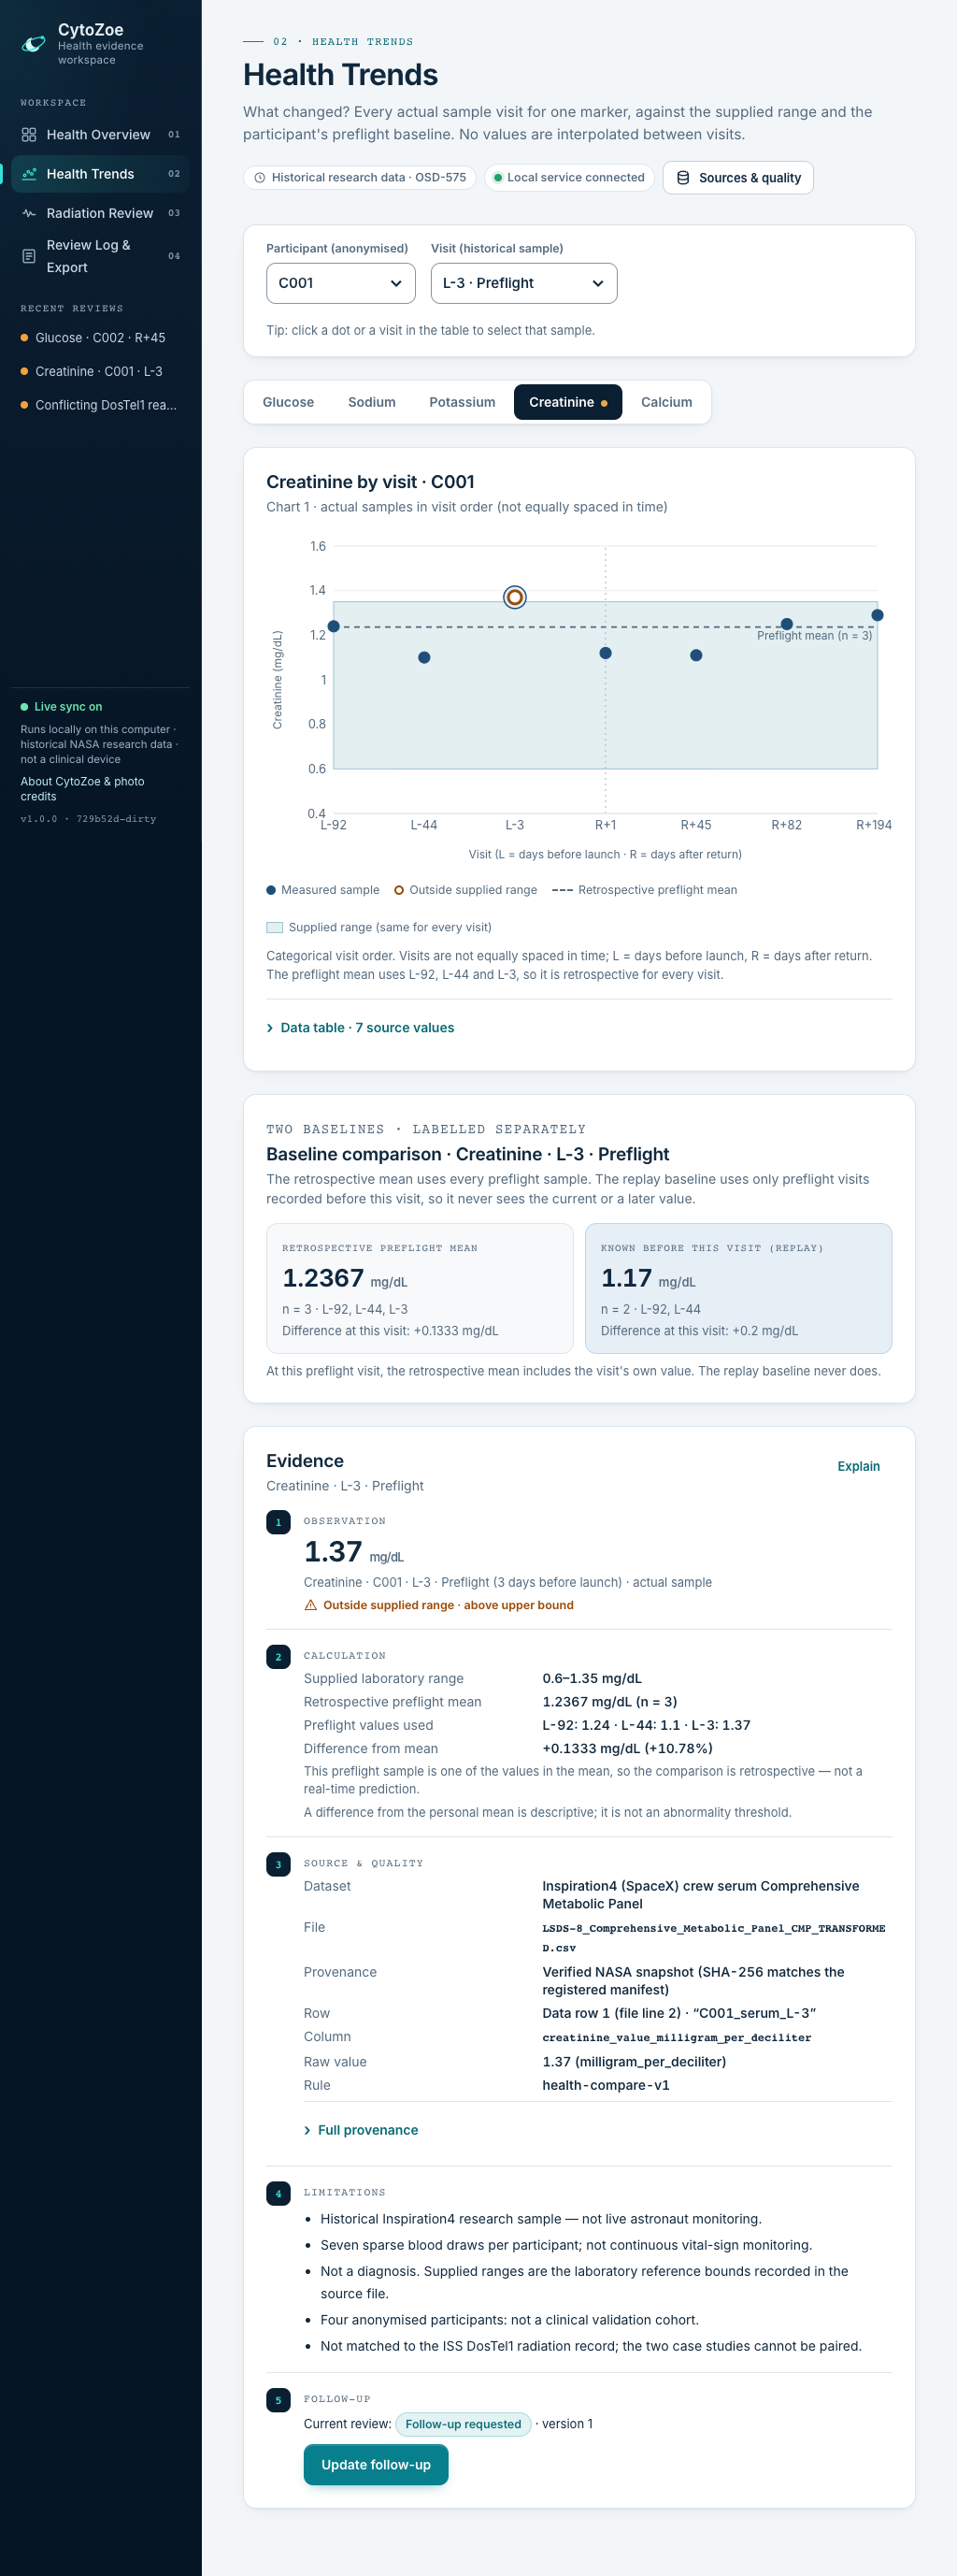 CytoZoe
Health evidence
workspace
WORKSPACE
Health Overview 01
Health Trends 02
Radiation Review 03
Review Log &
Export 04
RECENT REVIEWS
Glucose · C002 · R+45
Creatinine · C001 · L-3
Conflicting DosTel1 rea...
Live sync on
Runs locally on this computer ·
historical NASA research data ·
not a clinical device
About CytoZoe & photo
credits
v1.0.0 · 729b52d-dirty
02 · HEALTH TRENDS
Health Trends
What changed? Every actual sample visit for one marker, against the supplied range and the
participant's preflight baseline. No values are interpolated between visits.
Historical research data · OSD-575
Local service connected
Sources & quality
Participant (anonymised) Visit (historical sample)
C001 L-3 · Preflight
Tip: click a dot or a visit in the table to select that sample.
Glucose Sodium Potassium Creatinine Calcium
Creatinine by visit · C001
Chart 1 · actual samples in visit order (not equally spaced in time)
1.6
1.4
1.2
1
0.8
0.6
0.4
Creatinine (mg/dL)
Preflight mean (n = 3)
L-92 L-44 L-3 R+1 R+45 R+82 R+194
Visit (L = days before launch · R = days after return)
Measured sample Outside supplied range Retrospective preflight mean
Supplied range (same for every visit)
Categorical visit order. Visits are not equally spaced in time; L = days before launch, R = days after return.
The preflight mean uses L-92, L-44 and L-3, so it is retrospective for every visit.
Data table · 7 source values
TWO BASELINES · LABELLED SEPARATELY
Baseline comparison · Creatinine · L-3 · Preflight
The retrospective mean uses every preflight sample. The replay baseline uses only preflight visits
recorded before this visit, so it never sees the current or a later value.
RETROSPECTIVE PREFLIGHT MEAN
1.2367 mg/dL
n = 3 · L-92, L-44, L-3
Difference at this visit: +0.1333 mg/dL
KNOWN BEFORE THIS VISIT (REPLAY)
1.17 mg/dL
n = 2 · L-92, L-44
Difference at this visit: +0.2 mg/dL
At this preflight visit, the retrospective mean includes the visit's own value. The replay baseline never does.
Evidence
Explain
Creatinine · L-3 · Preflight
1 OBSERVATION
1.37 mg/dL
Creatinine · C001 · L-3 · Preflight (3 days before launch) · actual sample
Outside supplied range · above upper bound
2 CALCULATION
Supplied laboratory range 0.6–1.35 mg/dL
Retrospective preflight mean 1.2367 mg/dL (n = 3)
Preflight values used L-92: 1.24 · L-44: 1.1 · L-3: 1.37
Difference from mean +0.1333 mg/dL (+10.78%)
This preflight sample is one of the values in the mean, so the comparison is retrospective — not a
real-time prediction.
A difference from the personal mean is descriptive; it is not an abnormality threshold.
3 SOURCE & QUALITY
Dataset Inspiration4 (SpaceX) crew serum Comprehensive
Metabolic Panel
File LSDS-8_Comprehensive_Metabolic_Panel_CMP_TRANSFORME
D.csv
Provenance Verified NASA snapshot (SHA-256 matches the
registered manifest)
Row Data row 1 (file line 2) · “C001_serum_L-3”
Column creatinine_value_milligram_per_deciliter
Raw value 1.37 (milligram_per_deciliter)
Rule health-compare-v1
Full provenance
4 LIMITATIONS
• Historical Inspiration4 research sample — not live astronaut monitoring.
• Seven sparse blood draws per participant; not continuous vital-sign monitoring.
• Not a diagnosis. Supplied ranges are the laboratory reference bounds recorded in the
source file.
• Four anonymised participants: not a clinical validation cohort.
• Not matched to the ISS DosTel1 radiation record; the two case studies cannot be paired.
5 FOLLOW-UP
Current review: Follow-up requested · version 1
Update follow-up